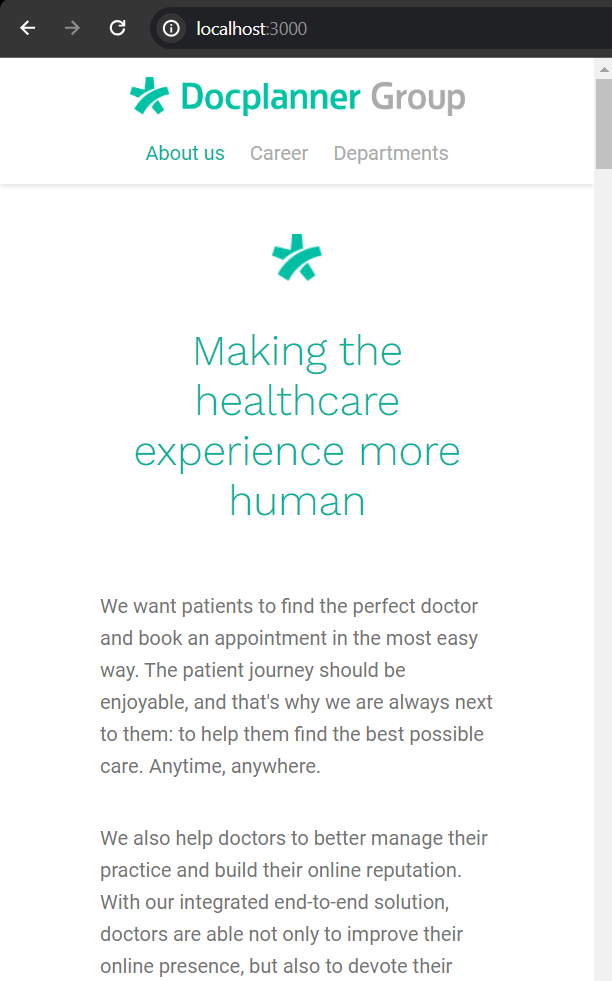 localhost:3000
Docplanner Group
About us Career Departments
Making the
healthcare
experience more
human
We want patients to find the perfect doctor
and book an appointment in the most easy
way. The patient journey should be
enjoyable, and that's why we are always next
to them: to help them find the best possible
care. Anytime, anywhere.
We also help doctors to better manage their
practice and build their online reputation.
With our integrated end-to-end solution,
doctors are able not only to improve their
online presence, but also to devote their